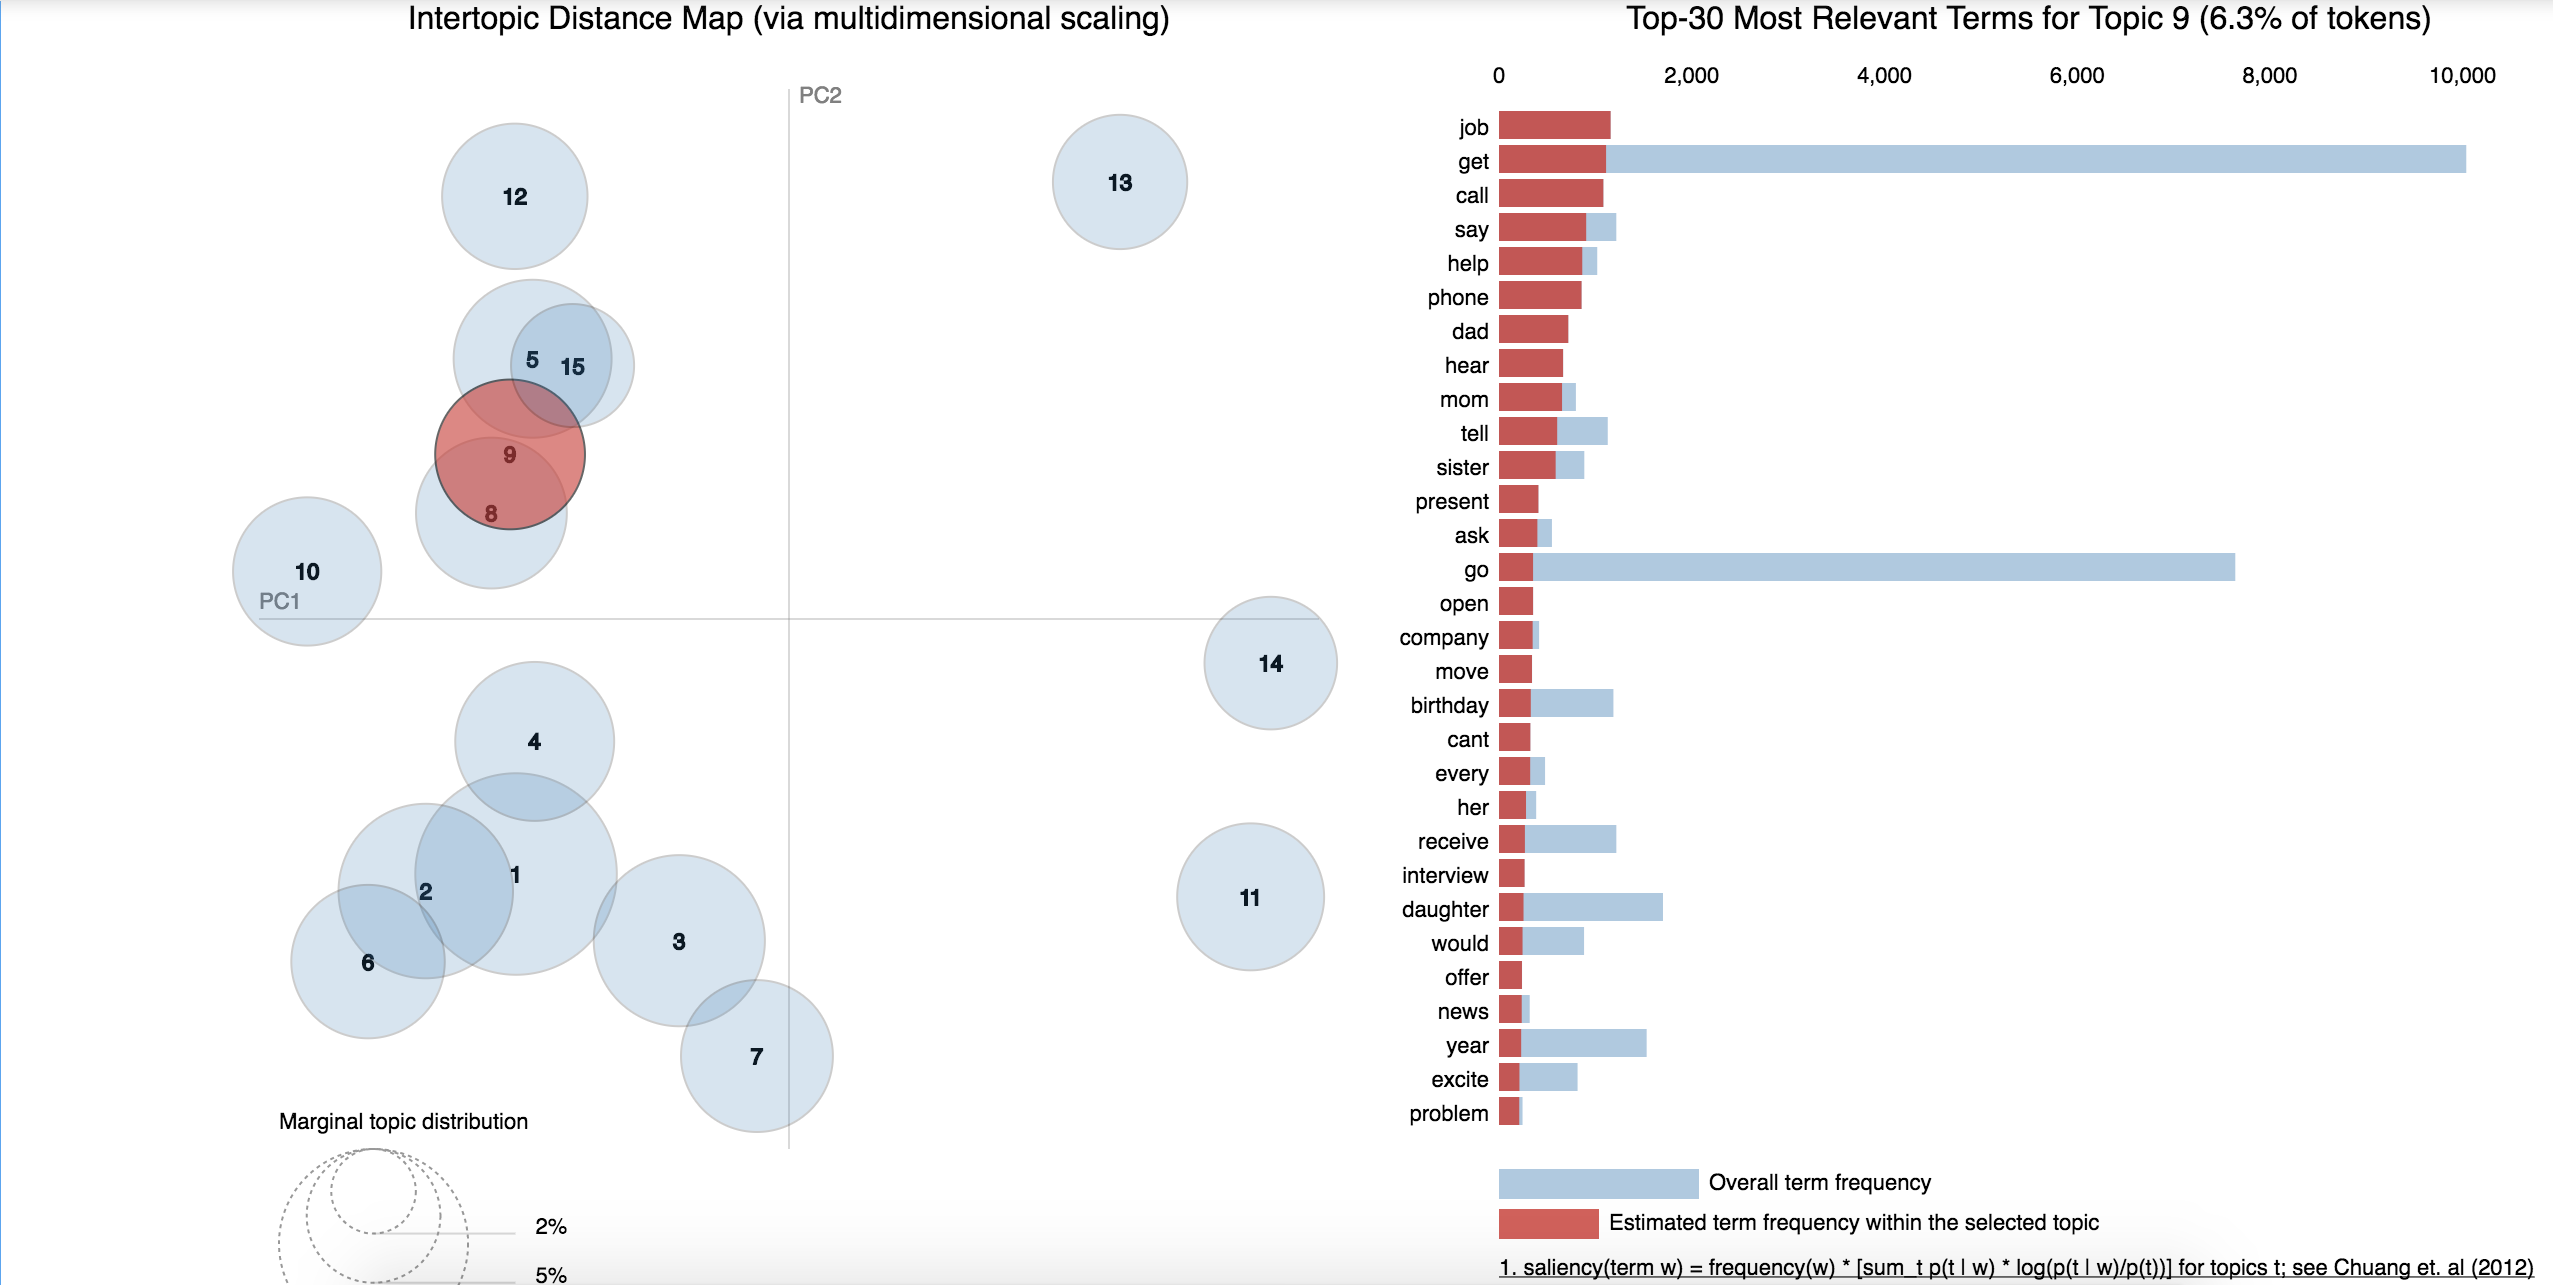 Intertopic Distance Map (via multidimensional scaling)
PC2
12
13
5
15
9
8
10
PC1
14
4
1
2
11
3
6
7
Marginal topic distribution
2%
5%
Top-30 Most Relevant Terms for Topic 9 (6.3% of tokens)
0 2,000 4,000 6,000 8,000 10,000
job
get
call
say
help
phone
dad
hear
mom
tell
sister
present
ask
go
open
company
move
birthday
cant
every
her
receive
interview
daughter
would
offer
news
year
excite
problem
Overall term frequency
Estimated term frequency within the selected topic
1. saliency(term w) = frequency(w) * [sum_t p(t | w) * log(p(t | w)/p(t))] for topics t; see Chuang et. al (2012)